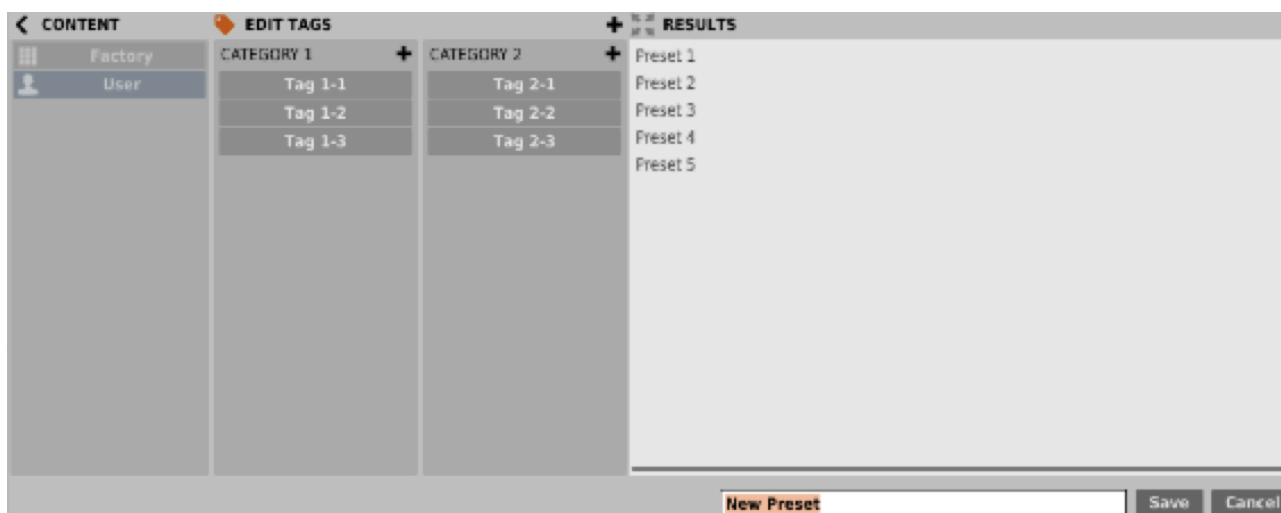 CONTENT
Factory
User
EDIT TAGS
CATEGORY 1
Tag 1-1
Tag 1-2
Tag 1-3
CATEGORY 2
Tag 2-1
Tag 2-2
Tag 2-3
RESULTS
Preset 1
Preset 2
Preset 3
Preset 4
Preset 5
New Preset
Save
Cancel